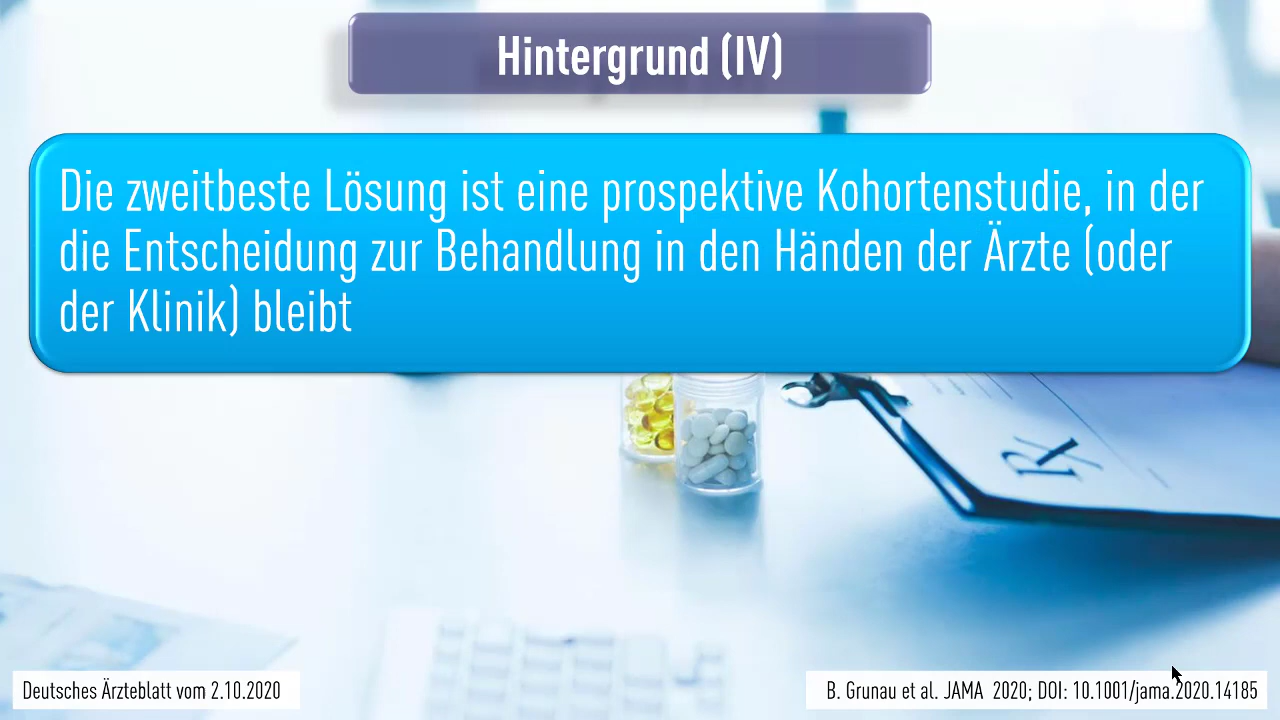 Hintergrund (IV)
Die zweitbeste Lösung ist eine prospektive Kohortenstudie, in der
die Entscheidung zur Behandlung in den Händen der Ärzte (oder
der Klinik) bleibt
Rx
Deutsches Ärzteblatt vom 2.10.2020
B. Grunau et al. JAMA 2020; DOI: 10.1001/jama.2020.14185